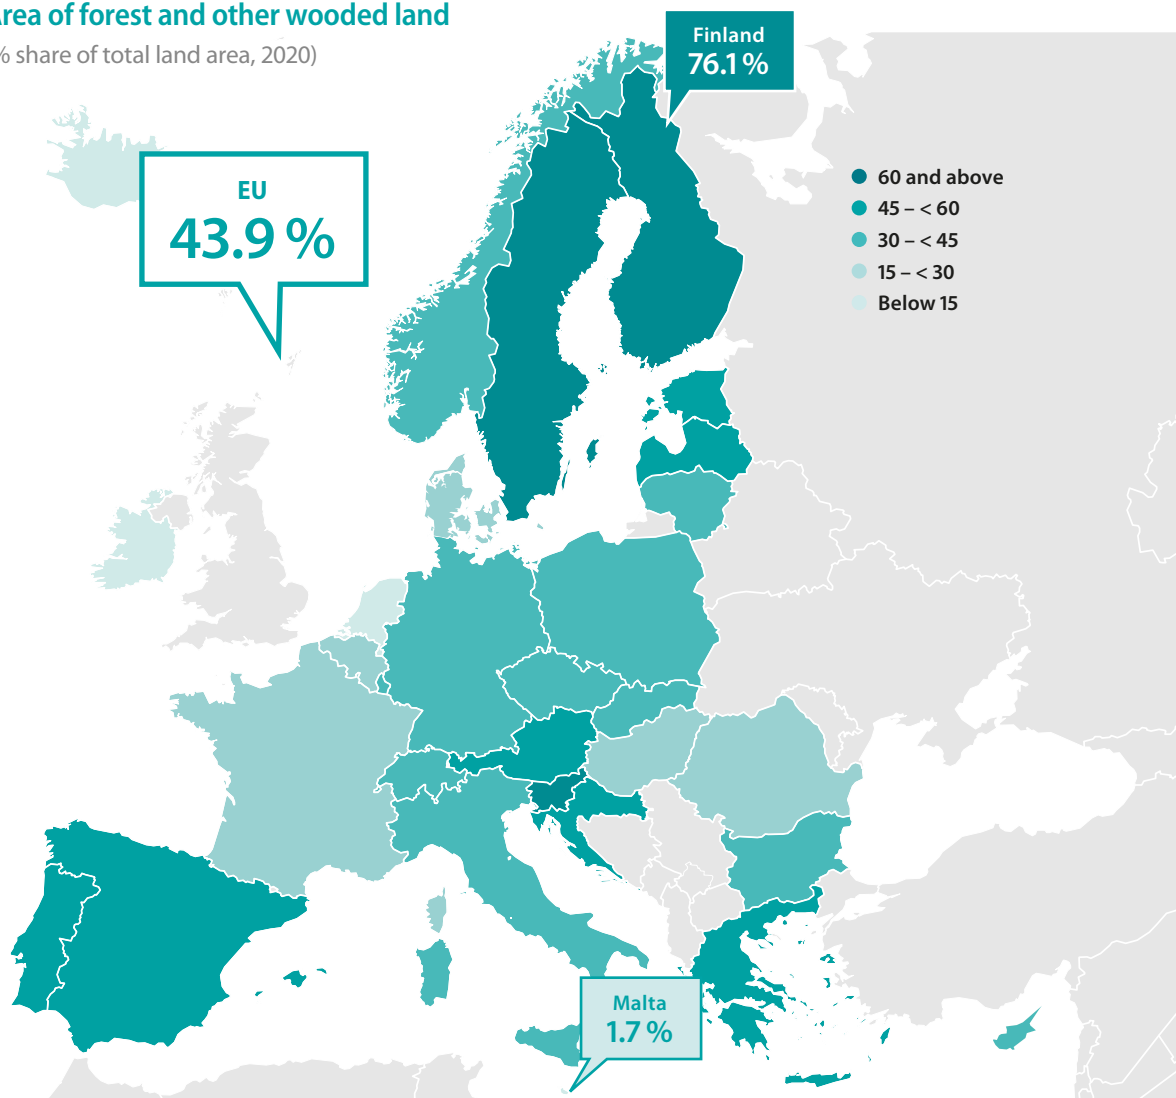 Area of forest and other wooded land
% share of total land area, 2020)
Finland
76.1 %
EU
43.9 %
60 and above
45 – < 60
30 – < 45
15 – < 30
Below 15
Malta
1.7 %